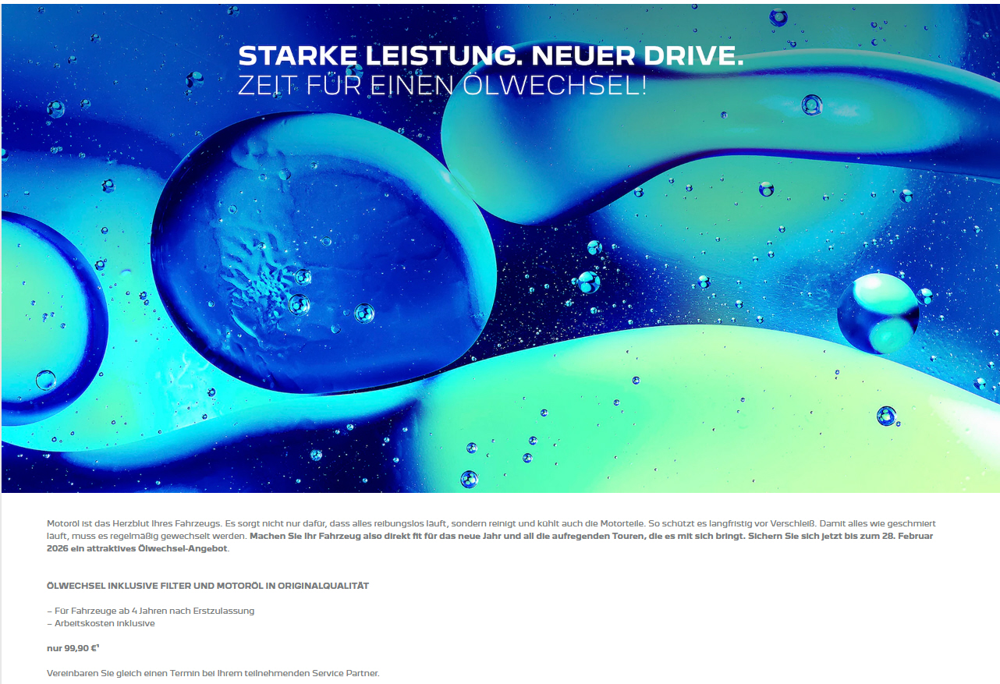 STARKE LEISTUNG. NEUER DRIVE.
ZEIT FÜR EINEN ÖLWECHSEL!
Motoröl ist das Herzblut Ihres Fahrzeugs. Es sorgt nicht nur dafür, dass alles reibungslos läuft, sondern reinigt und kühlt auch die Motorteile. So schützt es langfristig vor Verschleiß. Damit alles wie geschmiert
läuft, muss es regelmäßig gewechselt werden. Machen Sie Ihr Fahrzeug also direkt fit für das neue Jahr und all die aufregenden Touren, die es mit sich bringt. Sichern Sie sich jetzt bis zum 28. Februar
2026 ein attraktives Ölwechsel-Angebot.
ÖLWECHSEL INKLUSIVE FILTER UND MOTORÖL IN ORIGINALQUALITÄT
– Für Fahrzeuge ab 4 Jahren nach Erstzulassung
– Arbeitskosten inklusive
nur 99,90 €¹
Vereinbaren Sie gleich einen Termin bei Ihrem teilnehmenden Service Partner.